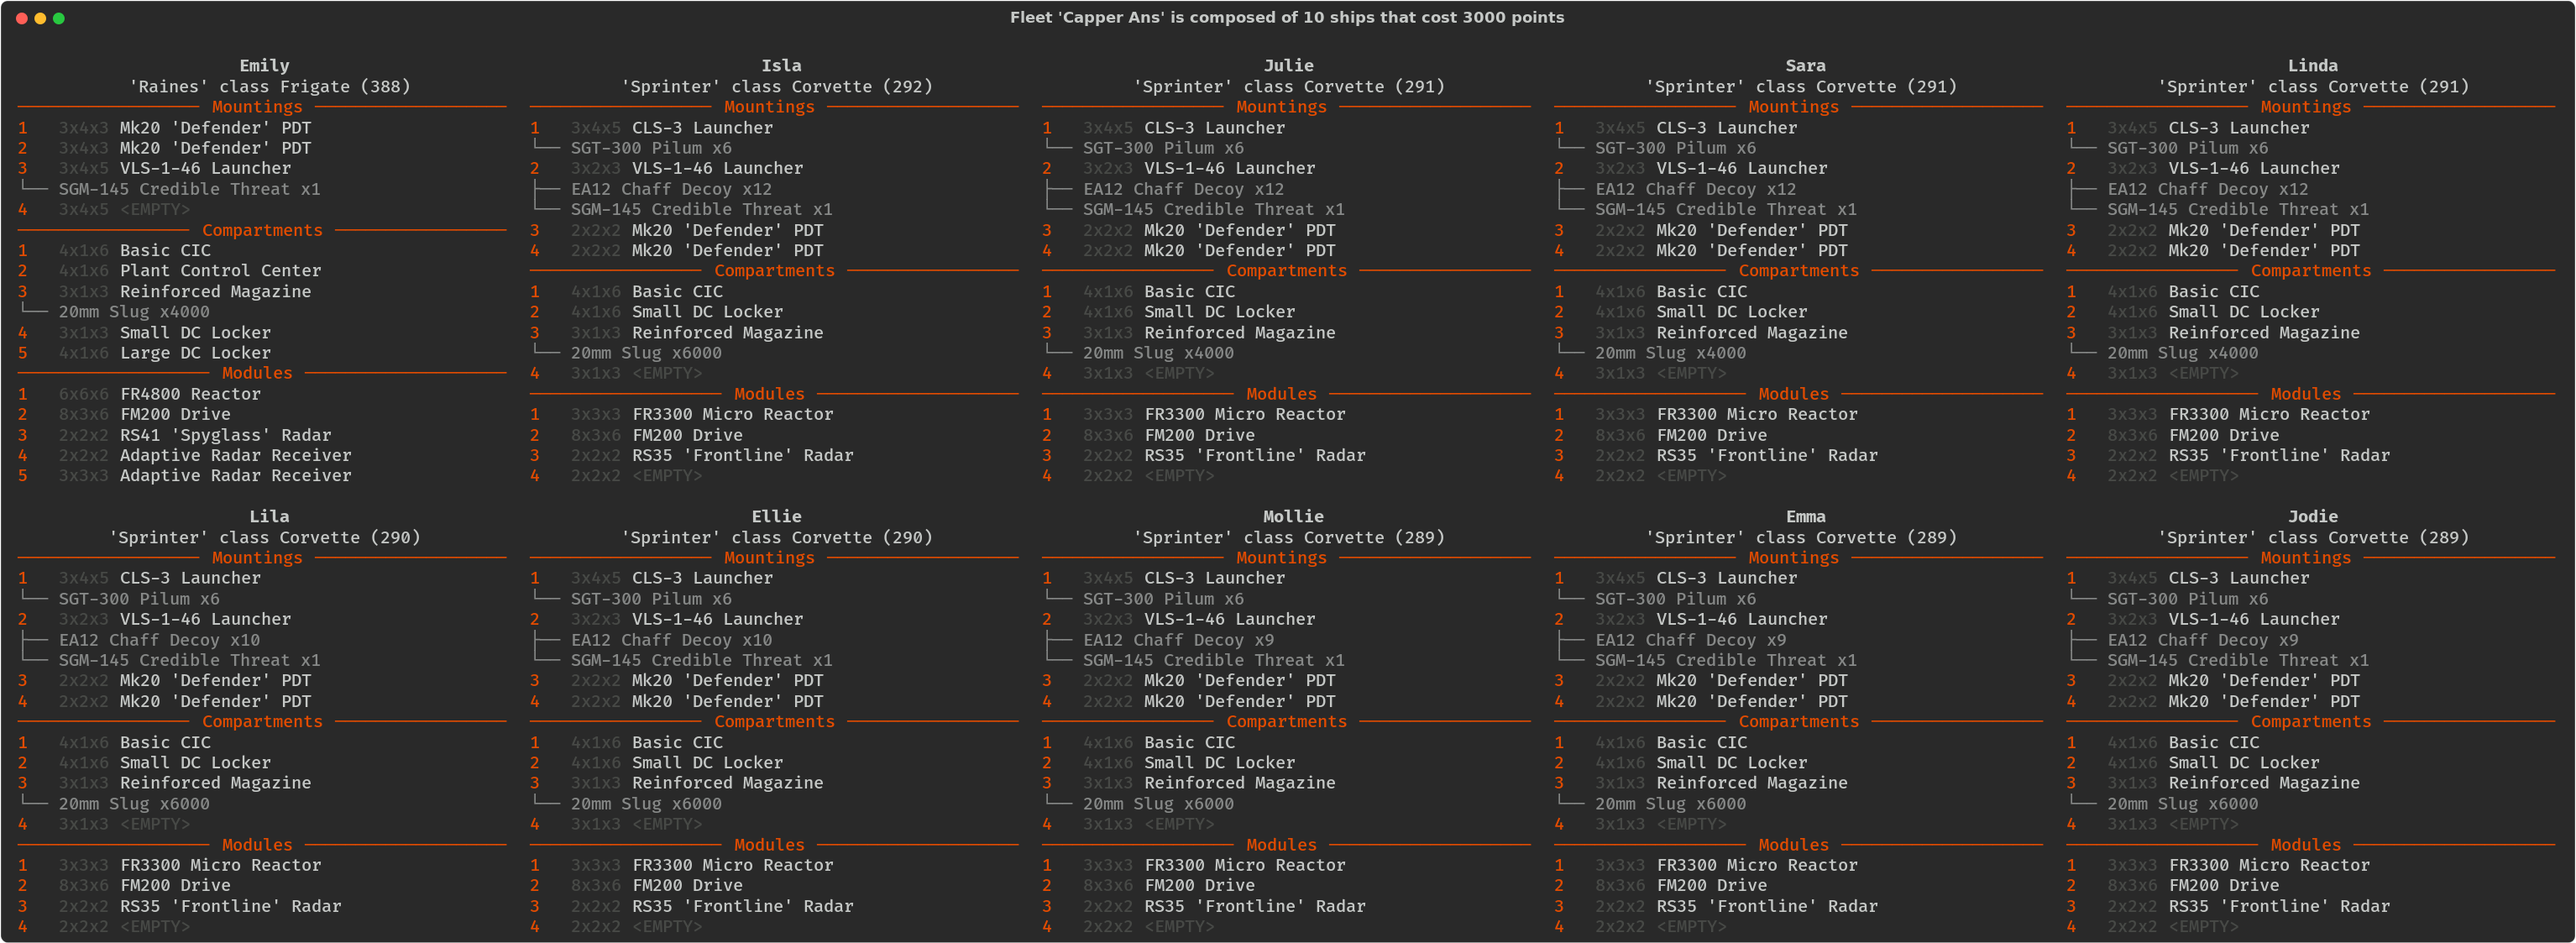 Fleet 'Capper Ans' is composed of 10 ships that cost 3000 points
Emily
'Raines' class Frigate (388)
Mountings
1 3x4x3 Mk20 'Defender' PDT
2 3x4x3 Mk20 'Defender' PDT
3 3x4x5 VLS-1-46 Launcher
└── SGM-145 Credible Threat x1
4 3x4x5 <EMPTY>
Compartments
1 4x1x6 Basic CIC
2 4x1x6 Plant Control Center
3 3x1x3 Reinforced Magazine
└── 20mm Slug x4000
4 3x1x3 Small DC Locker
5 4x1x6 Large DC Locker
Modules
1 6x6x6 FR4800 Reactor
2 8x3x6 FM200 Drive
3 2x2x2 RS41 'Spyglass' Radar
4 2x2x2 Adaptive Radar Receiver
5 3x3x3 Adaptive Radar Receiver
Isla
'Sprinter' class Corvette (292)
Mountings
1 3x4x5 CLS-3 Launcher
└── SGT-300 Pilum x6
2 3x2x3 VLS-1-46 Launcher
├── EA12 Chaff Decoy x12
└── SGM-145 Credible Threat x1
3 2x2x2 Mk20 'Defender' PDT
4 2x2x2 Mk20 'Defender' PDT
Compartments
1 4x1x6 Basic CIC
2 4x1x6 Small DC Locker
3 3x1x3 Reinforced Magazine
└── 20mm Slug x6000
4 3x1x3 <EMPTY>
Modules
1 3x3x3 FR3300 Micro Reactor
2 8x3x6 FM200 Drive
3 2x2x2 RS35 'Frontline' Radar
4 2x2x2 <EMPTY>
Julie
'Sprinter' class Corvette (291)
Mountings
1 3x4x5 CLS-3 Launcher
└── SGT-300 Pilum x6
2 3x2x3 VLS-1-46 Launcher
├── EA12 Chaff Decoy x12
└── SGM-145 Credible Threat x1
3 2x2x2 Mk20 'Defender' PDT
4 2x2x2 Mk20 'Defender' PDT
Compartments
1 4x1x6 Basic CIC
2 4x1x6 Small DC Locker
3 3x1x3 Reinforced Magazine
└── 20mm Slug x4000
4 3x1x3 <EMPTY>
Modules
1 3x3x3 FR3300 Micro Reactor
2 8x3x6 FM200 Drive
3 2x2x2 RS35 'Frontline' Radar
4 2x2x2 <EMPTY>
Sara
'Sprinter' class Corvette (291)
Mountings
1 3x4x5 CLS-3 Launcher
└── SGT-300 Pilum x6
2 3x2x3 VLS-1-46 Launcher
├── EA12 Chaff Decoy x12
└── SGM-145 Credible Threat x1
3 2x2x2 Mk20 'Defender' PDT
4 2x2x2 Mk20 'Defender' PDT
Compartments
1 4x1x6 Basic CIC
2 4x1x6 Small DC Locker
3 3x1x3 Reinforced Magazine
└── 20mm Slug x4000
4 3x1x3 <EMPTY>
Modules
1 3x3x3 FR3300 Micro Reactor
2 8x3x6 FM200 Drive
3 2x2x2 RS35 'Frontline' Radar
4 2x2x2 <EMPTY>
Linda
'Sprinter' class Corvette (291)
Mountings
1 3x4x5 CLS-3 Launcher
└── SGT-300 Pilum x6
2 3x2x3 VLS-1-46 Launcher
├── EA12 Chaff Decoy x12
└── SGM-145 Credible Threat x1
3 2x2x2 Mk20 'Defender' PDT
4 2x2x2 Mk20 'Defender' PDT
Compartments
1 4x1x6 Basic CIC
2 4x1x6 Small DC Locker
3 3x1x3 Reinforced Magazine
└── 20mm Slug x4000
4 3x1x3 <EMPTY>
Modules
1 3x3x3 FR3300 Micro Reactor
2 8x3x6 FM200 Drive
3 2x2x2 RS35 'Frontline' Radar
4 2x2x2 <EMPTY>
Lila
'Sprinter' class Corvette (290)
Mountings
1 3x4x5 CLS-3 Launcher
└── SGT-300 Pilum x6
2 3x2x3 VLS-1-46 Launcher
├── EA12 Chaff Decoy x10
└── SGM-145 Credible Threat x1
3 2x2x2 Mk20 'Defender' PDT
4 2x2x2 Mk20 'Defender' PDT
Compartments
1 4x1x6 Basic CIC
2 4x1x6 Small DC Locker
3 3x1x3 Reinforced Magazine
└── 20mm Slug x6000
4 3x1x3 <EMPTY>
Modules
1 3x3x3 FR3300 Micro Reactor
2 8x3x6 FM200 Drive
3 2x2x2 RS35 'Frontline' Radar
4 2x2x2 <EMPTY>
Ellie
'Sprinter' class Corvette (290)
Mountings
1 3x4x5 CLS-3 Launcher
└── SGT-300 Pilum x6
2 3x2x3 VLS-1-46 Launcher
├── EA12 Chaff Decoy x10
└── SGM-145 Credible Threat x1
3 2x2x2 Mk20 'Defender' PDT
4 2x2x2 Mk20 'Defender' PDT
Compartments
1 4x1x6 Basic CIC
2 4x1x6 Small DC Locker
3 3x1x3 Reinforced Magazine
└── 20mm Slug x6000
4 3x1x3 <EMPTY>
Modules
1 3x3x3 FR3300 Micro Reactor
2 8x3x6 FM200 Drive
3 2x2x2 RS35 'Frontline' Radar
4 2x2x2 <EMPTY>
Mollie
'Sprinter' class Corvette (289)
Mountings
1 3x4x5 CLS-3 Launcher
└── SGT-300 Pilum x6
2 3x2x3 VLS-1-46 Launcher
├── EA12 Chaff Decoy x9
└── SGM-145 Credible Threat x1
3 2x2x2 Mk20 'Defender' PDT
4 2x2x2 Mk20 'Defender' PDT
Compartments
1 4x1x6 Basic CIC
2 4x1x6 Small DC Locker
3 3x1x3 Reinforced Magazine
└── 20mm Slug x6000
4 3x1x3 <EMPTY>
Modules
1 3x3x3 FR3300 Micro Reactor
2 8x3x6 FM200 Drive
3 2x2x2 RS35 'Frontline' Radar
4 2x2x2 <EMPTY>
Emma
'Sprinter' class Corvette (289)
Mountings
1 3x4x5 CLS-3 Launcher
└── SGT-300 Pilum x6
2 3x2x3 VLS-1-46 Launcher
├── EA12 Chaff Decoy x9
└── SGM-145 Credible Threat x1
3 2x2x2 Mk20 'Defender' PDT
4 2x2x2 Mk20 'Defender' PDT
Compartments
1 4x1x6 Basic CIC
2 4x1x6 Small DC Locker
3 3x1x3 Reinforced Magazine
└── 20mm Slug x6000
4 3x1x3 <EMPTY>
Modules
1 3x3x3 FR3300 Micro Reactor
2 8x3x6 FM200 Drive
3 2x2x2 RS35 'Frontline' Radar
4 2x2x2 <EMPTY>
Jodie
'Sprinter' class Corvette (289)
Mountings
1 3x4x5 CLS-3 Launcher
└── SGT-300 Pilum x6
2 3x2x3 VLS-1-46 Launcher
├── EA12 Chaff Decoy x9
└── SGM-145 Credible Threat x1
3 2x2x2 Mk20 'Defender' PDT
4 2x2x2 Mk20 'Defender' PDT
Compartments
1 4x1x6 Basic CIC
2 4x1x6 Small DC Locker
3 3x1x3 Reinforced Magazine
└── 20mm Slug x6000
4 3x1x3 <EMPTY>
Modules
1 3x3x3 FR3300 Micro Reactor
2 8x3x6 FM200 Drive
3 2x2x2 RS35 'Frontline' Radar
4 2x2x2 <EMPTY>